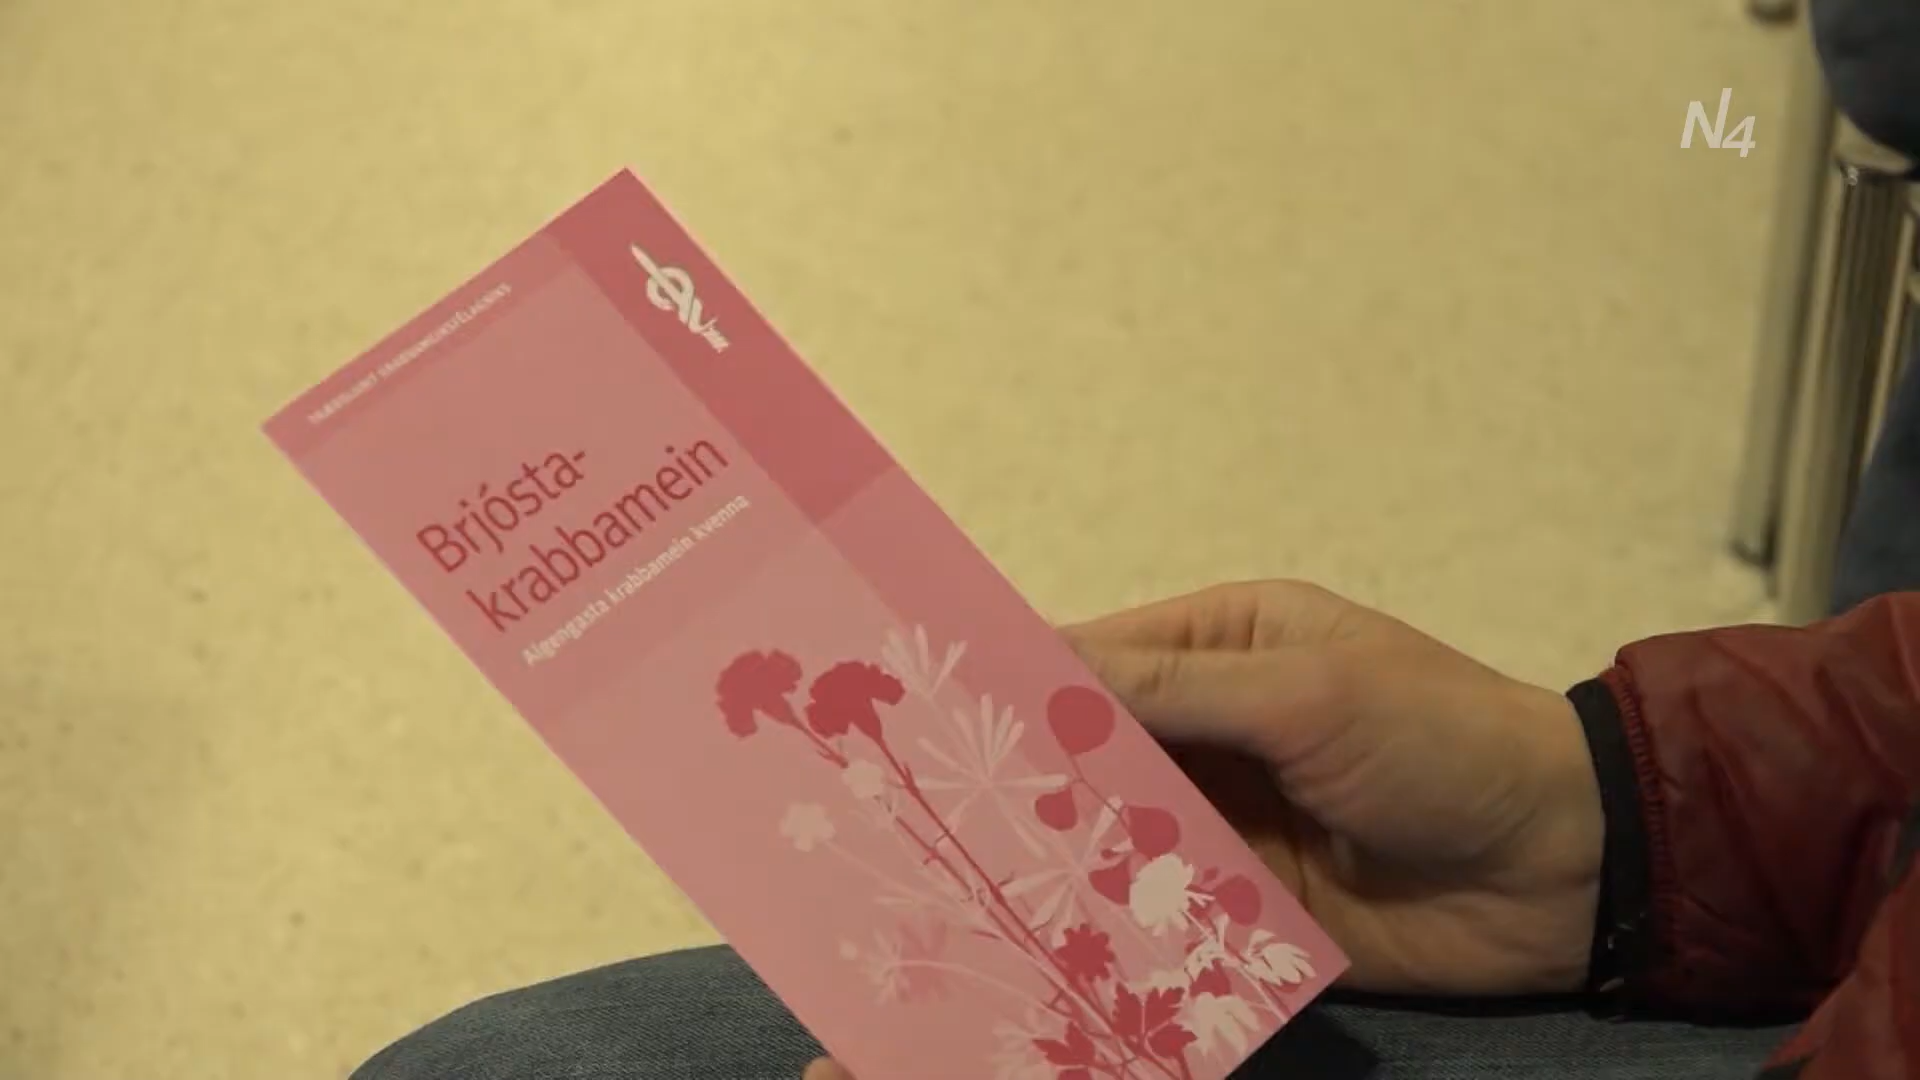 N4
Brjósta-
krabbamein
Algengasta krabbamein kvenna